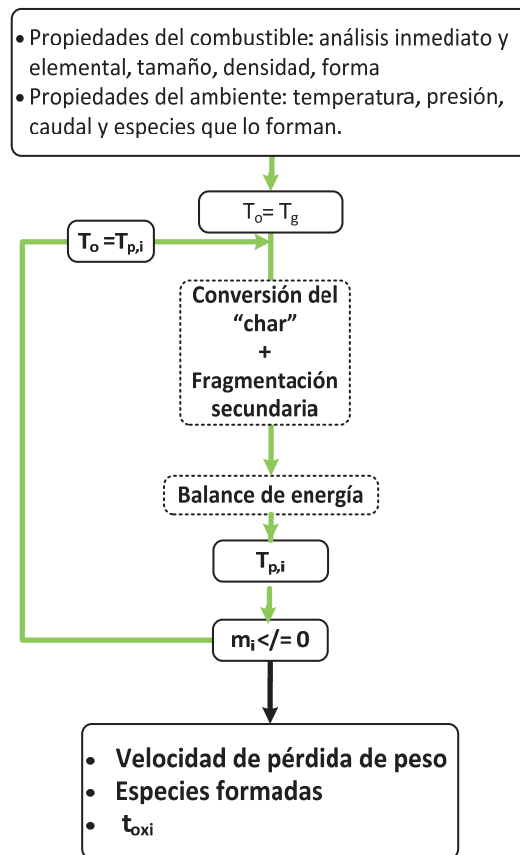 • Propiedades del combustible: análisis inmediato y
elemental, tamaño, densidad, forma
• Propiedades del ambiente: temperatura, presión,
caudal y especies que lo forman.
To= Tg
To =Tp,i
Conversión del
“char”
+
Fragmentación
secundaria
Balance de energía
Tp,i
mi </= 0
• Velocidad de pérdida de peso
• Especies formadas
• toxi